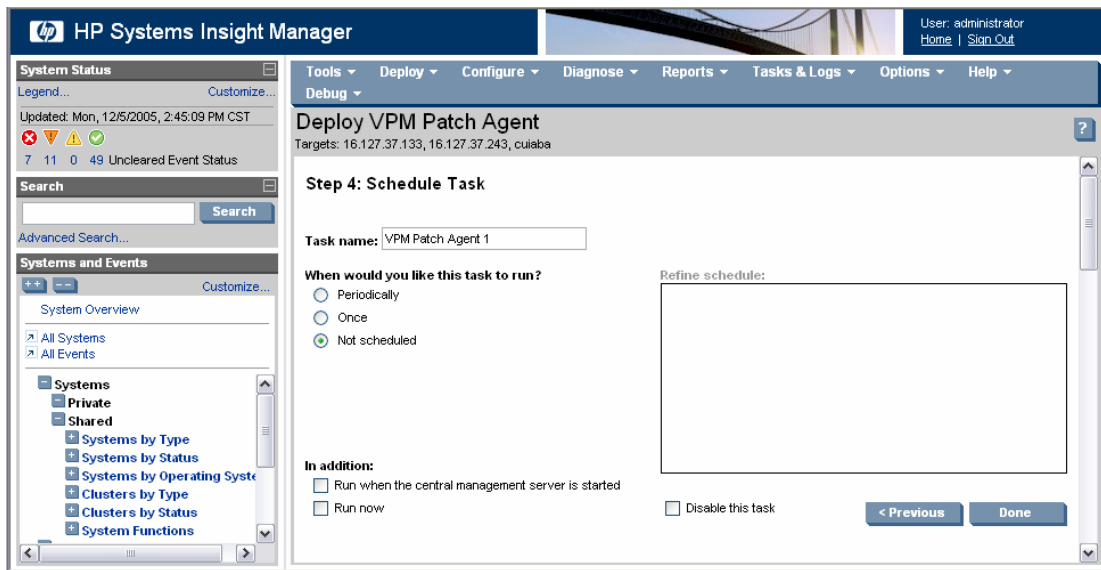 hp HP Systems Insight Manager
User: administrator
Home | Sign Out
System Status
Legend... Customize...
Updated: Mon, 12/5/2005, 2:45:09 PM CST
7 11 0 49 Uncleared Event Status
Search
Search
Advanced Search...
Systems and Events
++ -- Customize...
System Overview
All Systems
All Events
Systems
Private
Shared
Systems by Type
Systems by Status
Systems by Operating Syste
Clusters by Type
Clusters by Status
System Functions
Tools Deploy Configure Diagnose Reports Tasks & Logs Options Help
Debug
Deploy VPM Patch Agent
?
Targets: 16.127.37.133, 16.127.37.243, cuiaba
Step 4: Schedule Task
Task name: VPM Patch Agent 1
When would you like this task to run?
Periodically
Once
Not scheduled
Refine schedule:
In addition:
Run when the central management server is started
Run now
Disable this task
< Previous
Done